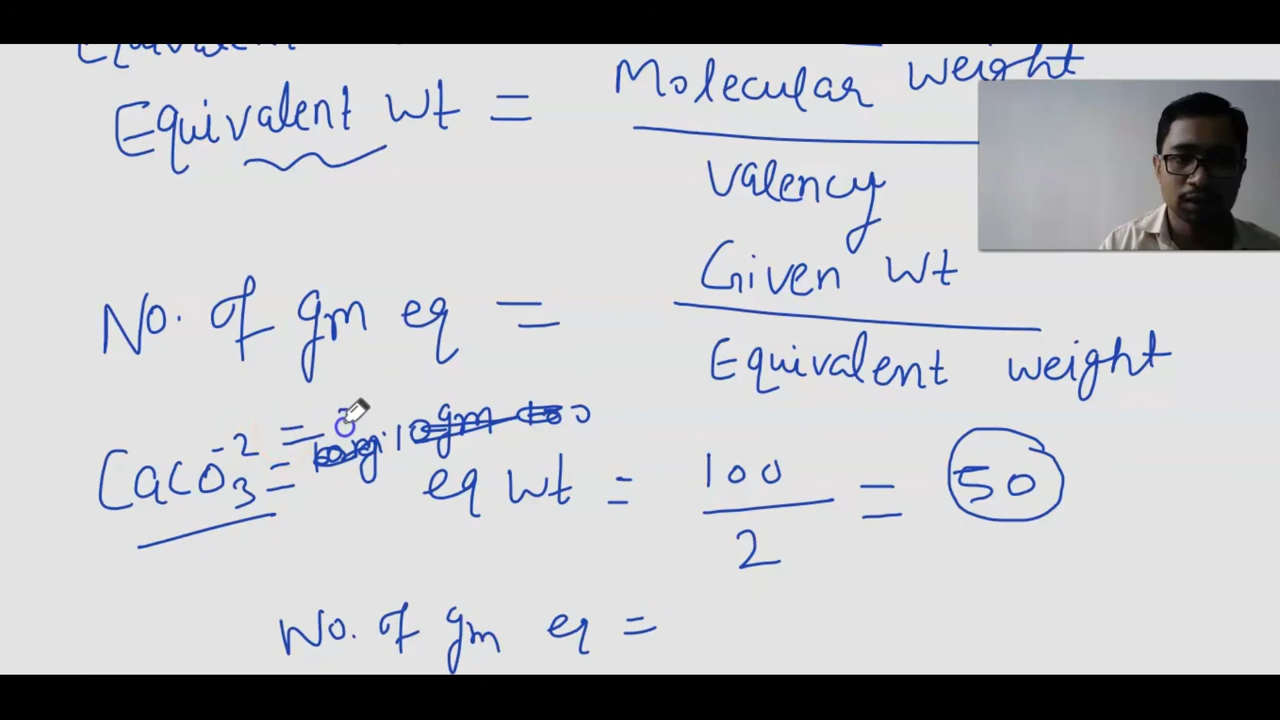 Equivalent
Equivalent Wt = Molecular weight
Valency
No. of gm eq = Given Wt
Equivalent weight
CaCO3-2 = eq wt = 100
2
= 50
No. of gm eq =